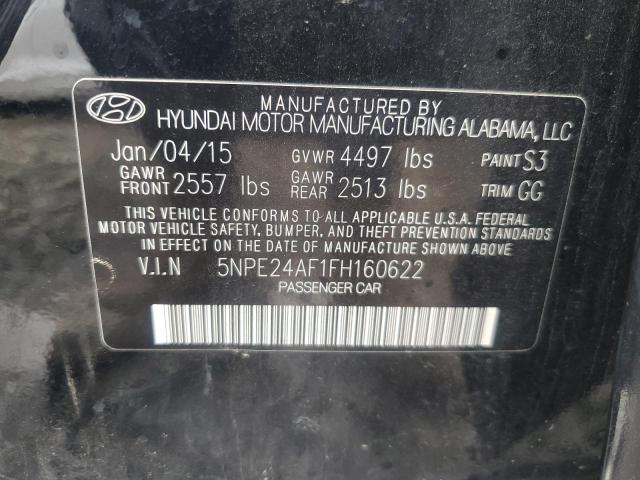 MANUFACTURED BY
HYUNDAI MOTOR MANUFACTURING ALABAMA, LLC
Jan/04/15 GVWR 4497 lbs PAINT S3
GAWR FRONT 2557 lbs GAWR REAR 2513 lbs TRIM GG
THIS VEHICLE CONFORMS TO ALL APPLICABLE U.S.A. FEDERAL
MOTOR VEHICLE SAFETY, BUMPER, AND THEFT PREVENTION STANDARDS
IN EFFECT ON THE DATE OF MANUFACTURE SHOWN ABOVE.
V.I.N 5NPE24AF1FH160622
PASSENGER CAR